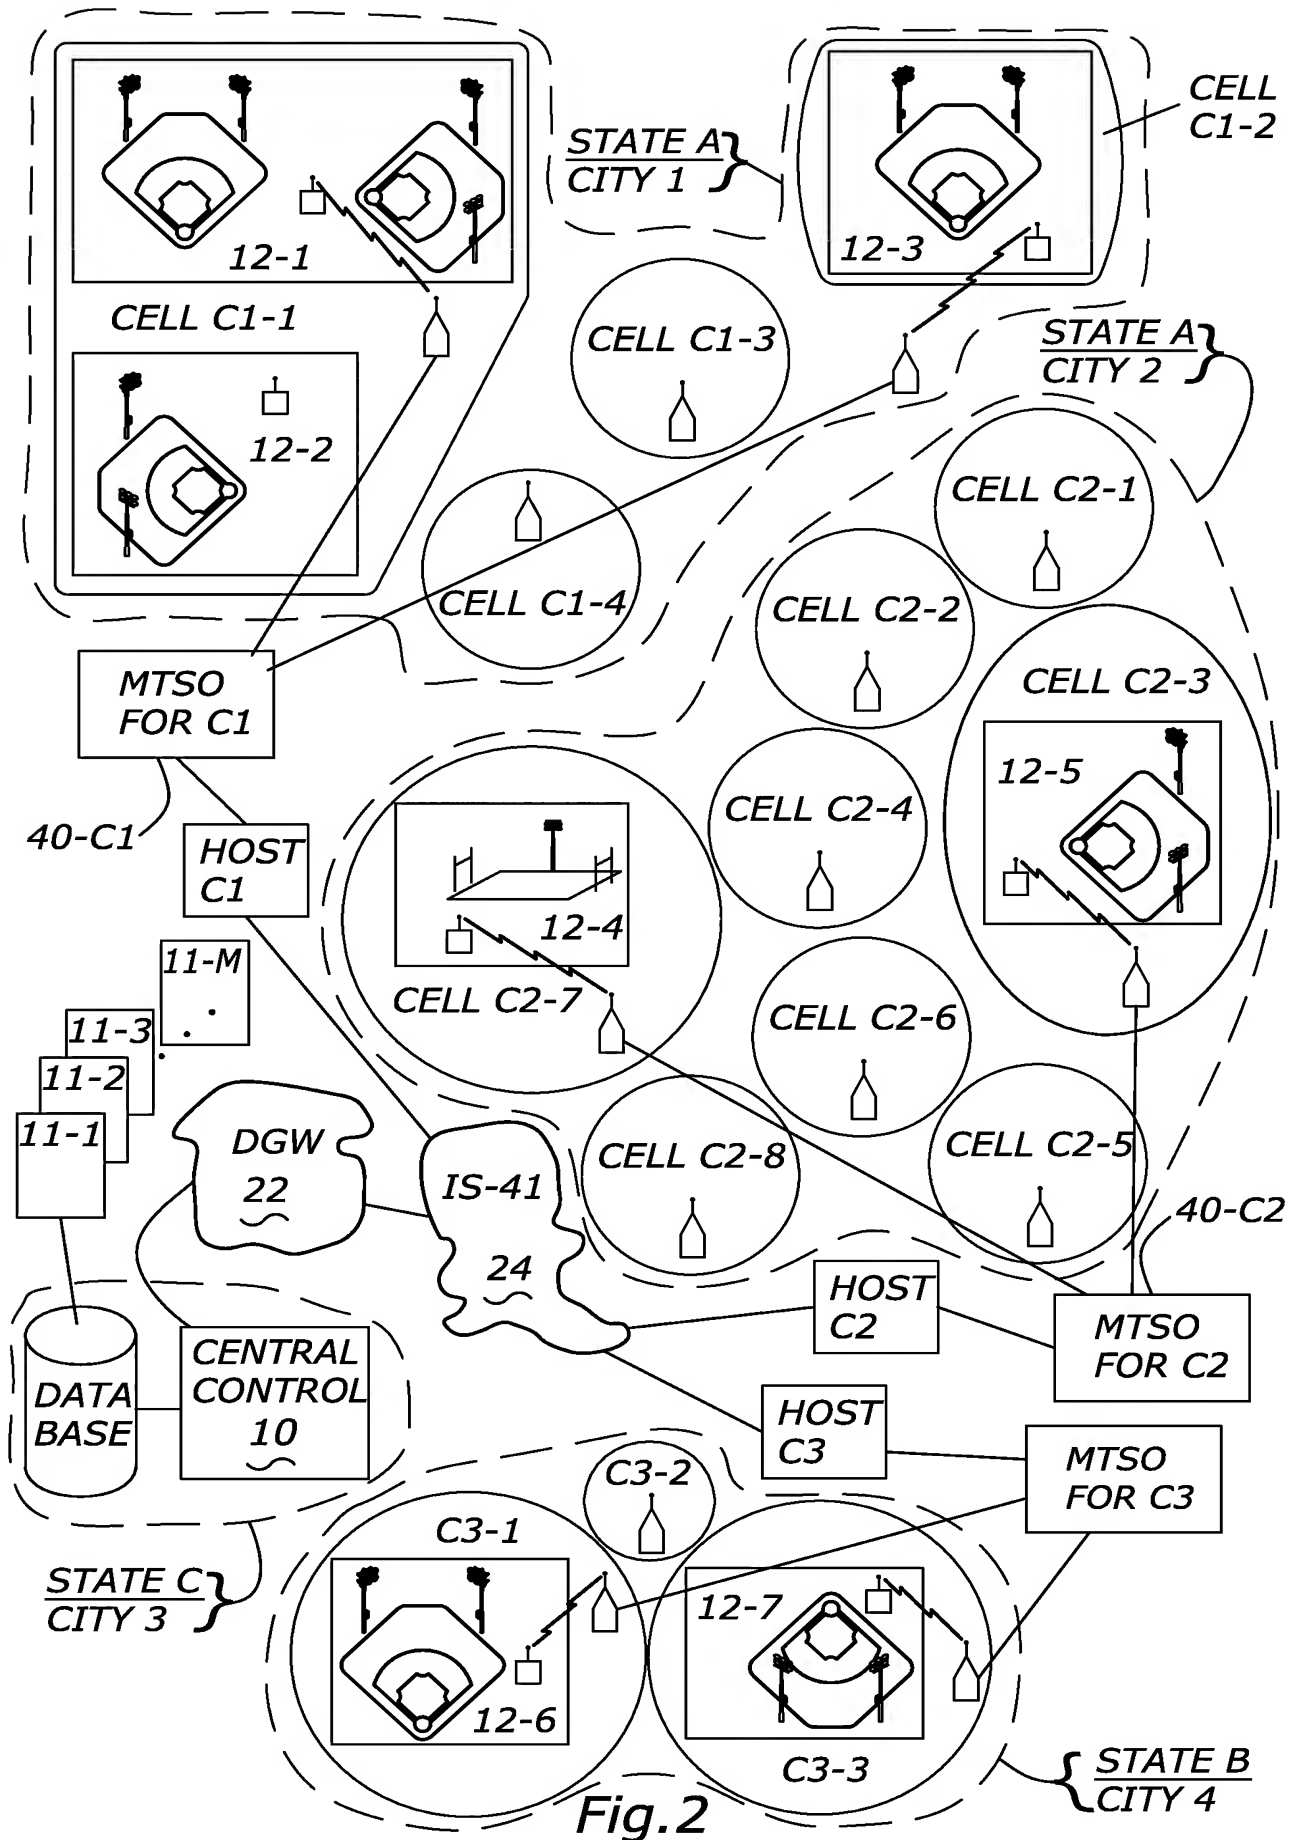 CELL
C1-2
STATE A
CITY 1
12-1
12-3
CELL C1-1
CELL C1-3
STATE A
CITY 2
12-2
CELL C2-1
CELL C1-4
CELL C2-2
MTSO
FOR C1
CELL C2-3
12-5
40-C1
HOST
C1
CELL C2-4
12-4
11-M
CELL C2-7
CELL C2-6
11-3
11-2
11-1
DGW
22
IS-41
24
CELL C2-8
CELL C2-5
40-C2
HOST
C2
MTSO
FOR C2
DATA
BASE
CENTRAL
CONTROL
10
HOST
C3
MTSO
FOR C3
C3-2
C3-1
STATE C
CITY 3
12-7
12-6
C3-3
STATE B
CITY 4
Fig.2